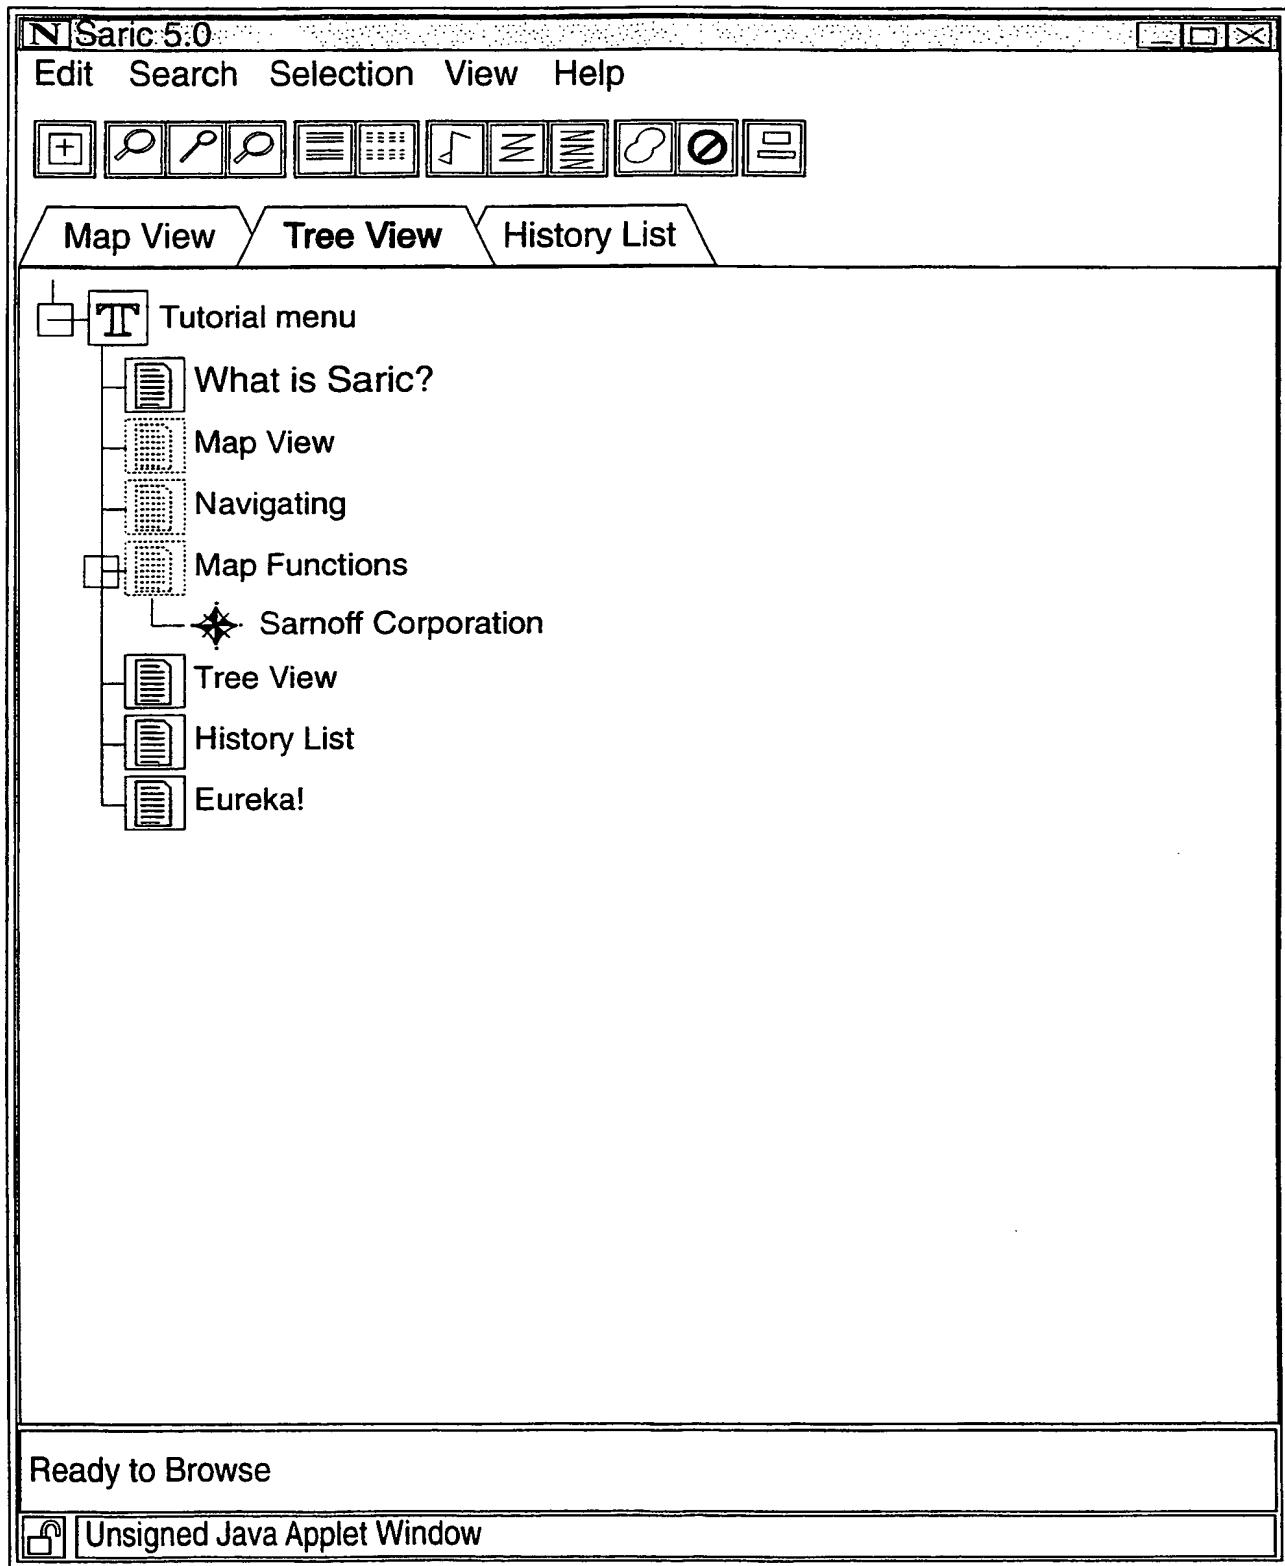 N Saric 5.0
Edit Search Selection View Help
Map View Tree View History List
T Tutorial menu
What is Saric?
Map View
Navigating
Map Functions
Sarnoff Corporation
Tree View
History List
Eureka!
Ready to Browse
Unsigned Java Applet Window